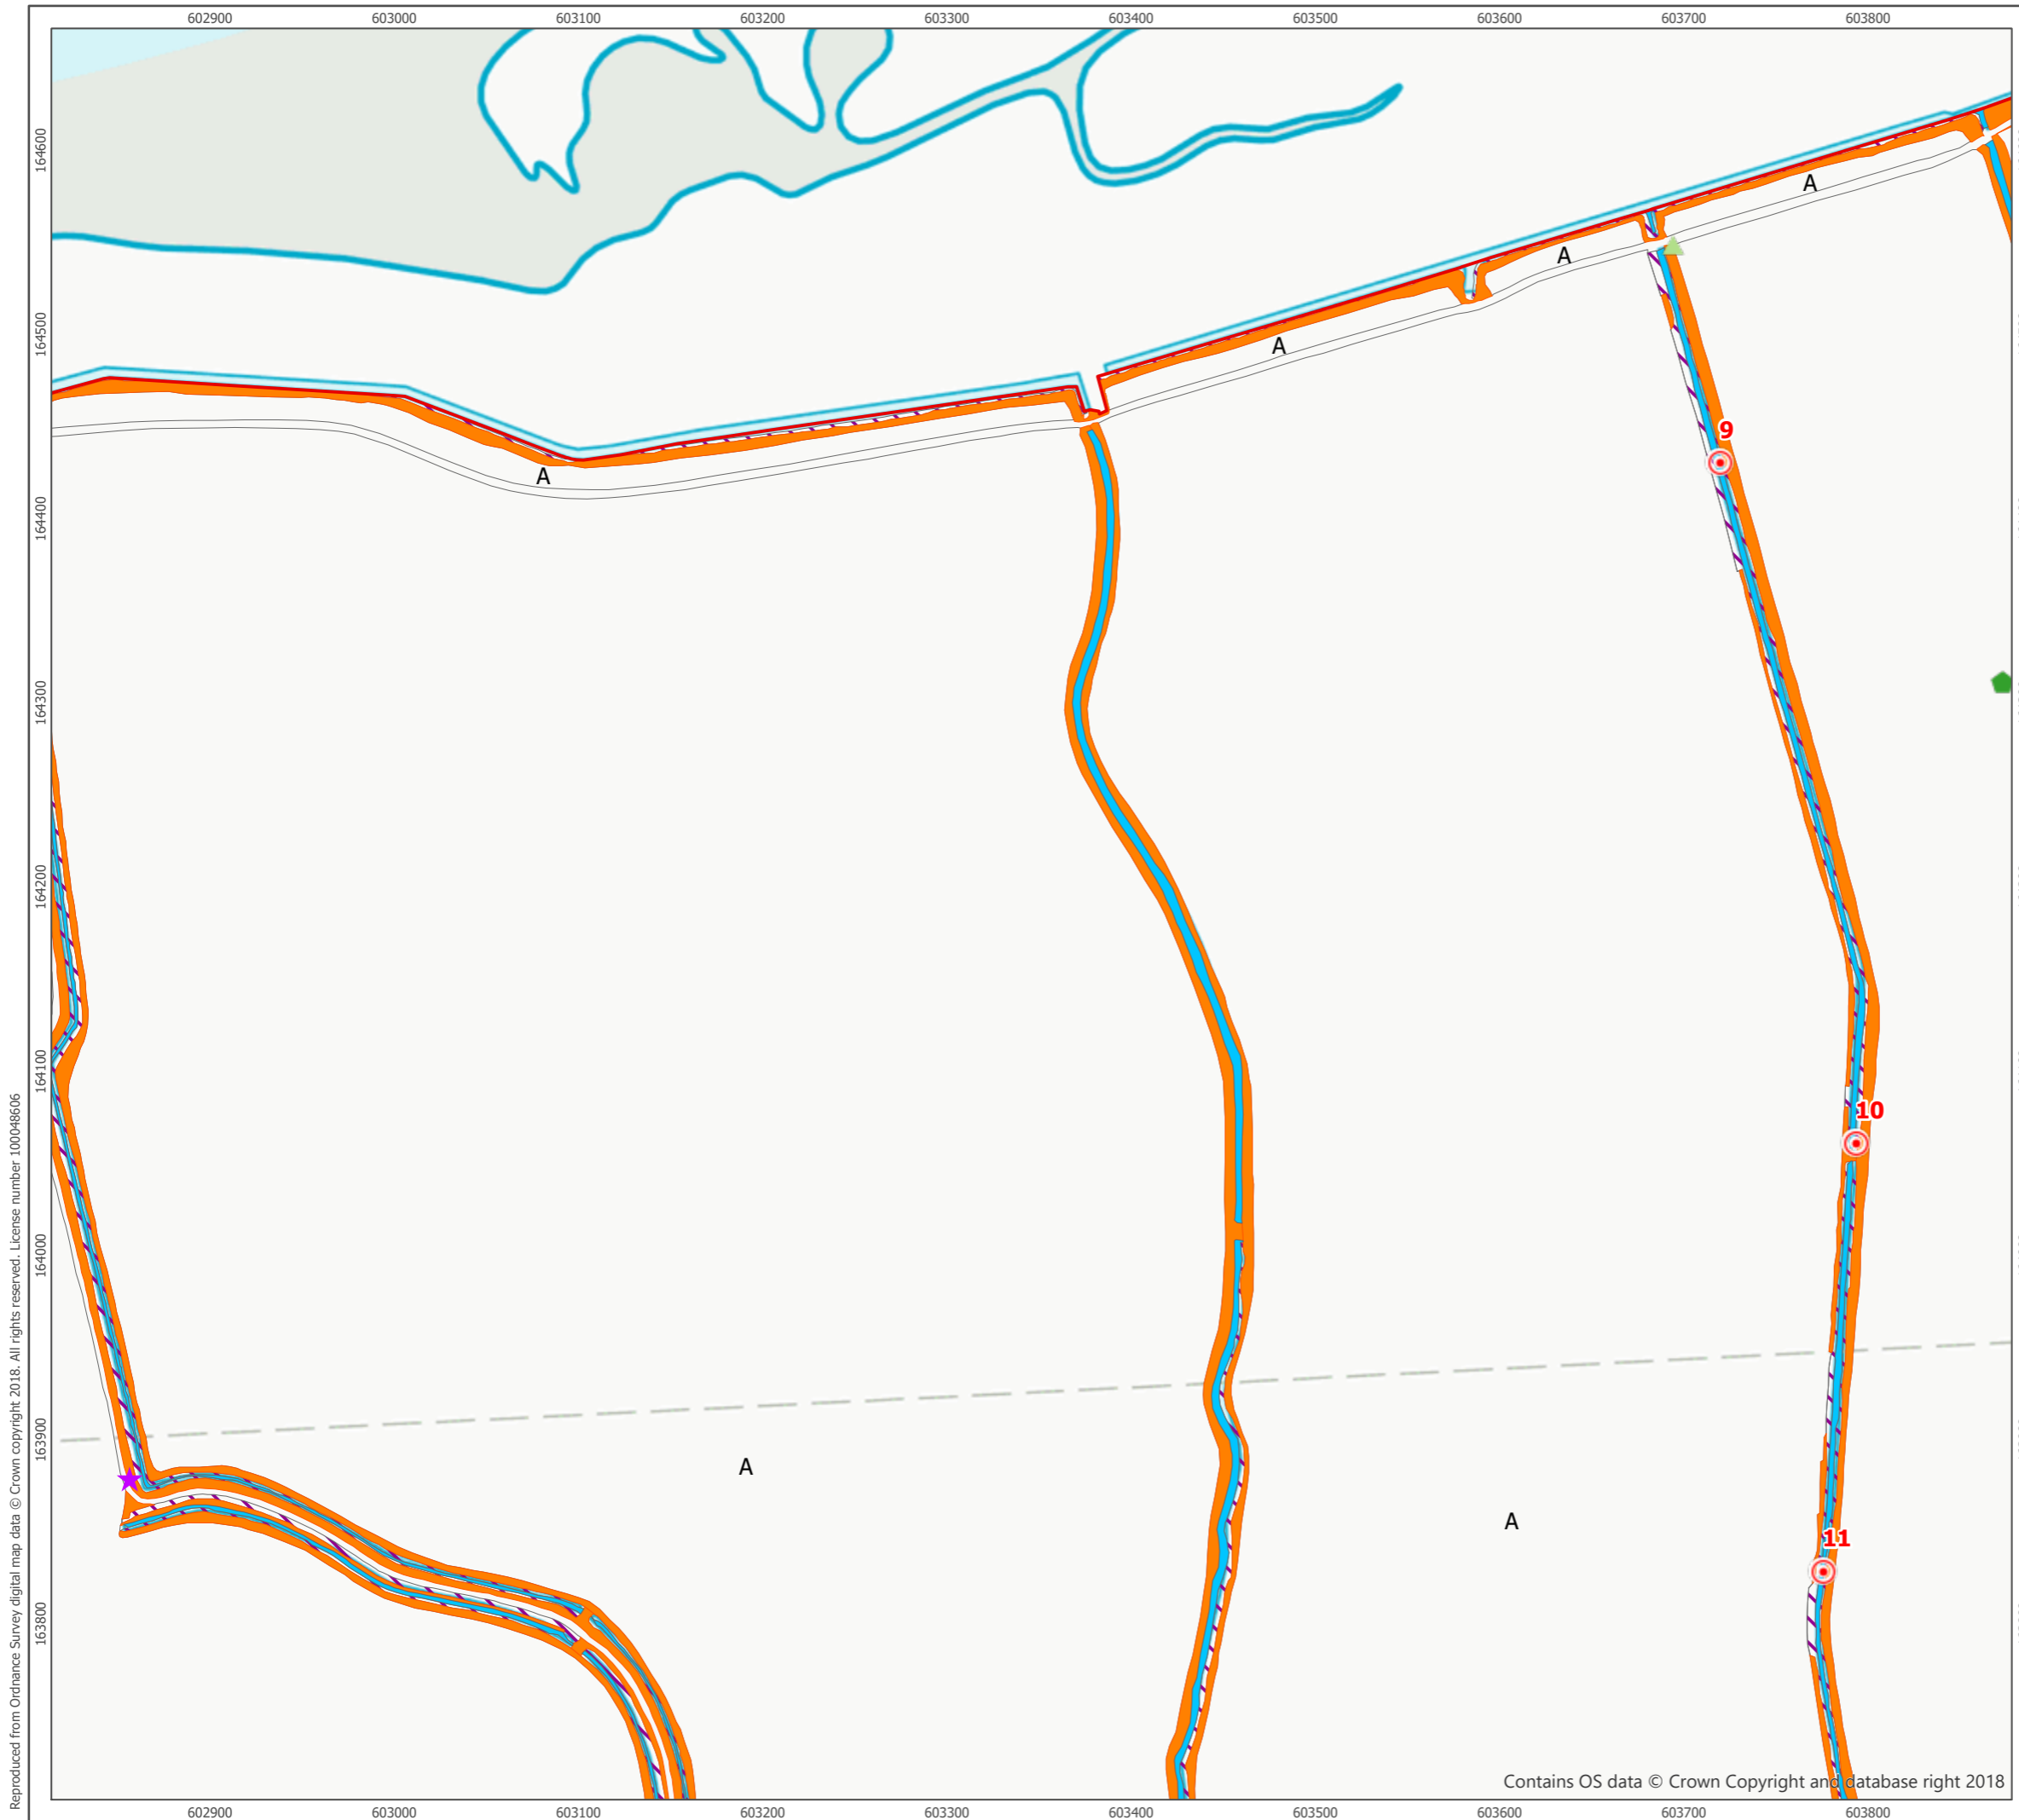 602900 603000 603100 603200 603300 603400 603500 603600 603700 603800
164600
A
A
164500
A
9
A
164400
164300
164200
164100
10
164000
163900
A
A
11
163800
Reproduced from Ordnance Survey digital map data © Crown copyright 2018. All rights reserved. License number 100048606
Contains OS data © Crown Copyright and database right 2018
602900 603000 603100 603200 603300 603400 603500 603600 603700 603800